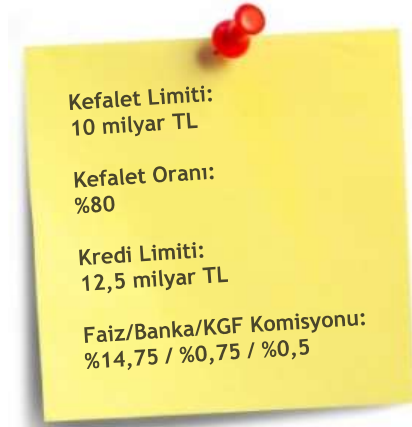 Kefalet Limiti:
10 milyar TL
Kefalet Oranı:
%80
Kredi Limiti:
12,5 milyar TL
Faiz/Banka/KGF Komisyonu:
%14,75 / %0,75 / %0,5